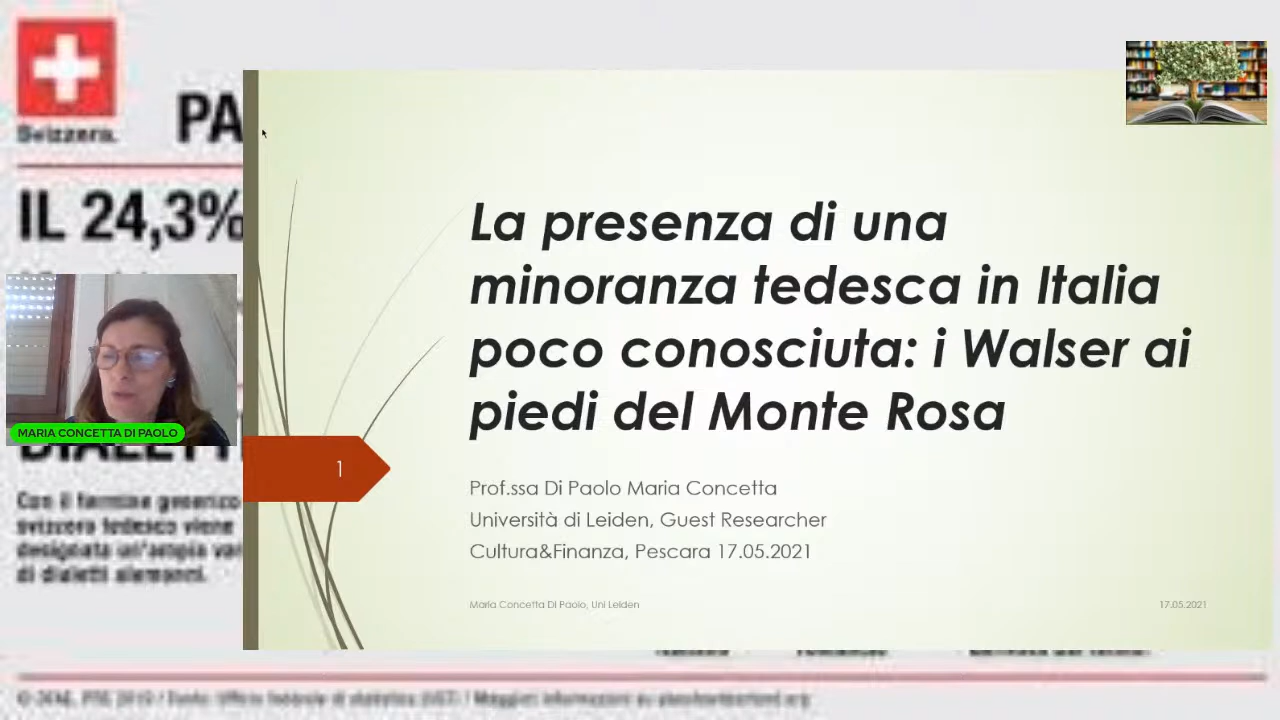 Svizzera.
PA
IL 24,3%
MARIA CONCETTA DI PAOLO
DIALETTI
Con il termine generico
svizzero tedesco viene
designata un'ampia var
di dialetti alemanni.
La presenza di una
minoranza tedesca in Italia
poco conosciuta: i Walser ai
piedi del Monte Rosa
1
Prof.ssa Di Paolo Maria Concetta
Università di Leiden, Guest Researcher
Cultura&Finanza, Pescara 17.05.2021
Maria Concetta Di Paolo, Uni Leiden
17.05.2021